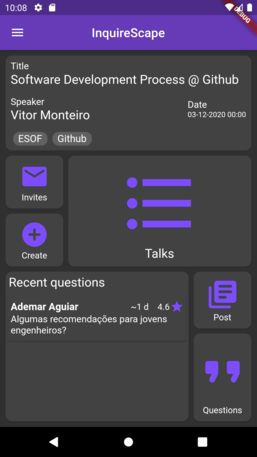 10:08
DEBUG
InquireScape
Title
Software Development Process @ Github
Speaker
Vitor Monteiro
Date
03-12-2020 00:00
ESOF Github
Invites
Create
Talks
Recent questions
Ademar Aguiar ~1 d 4.6
Algumas recomendações para jovens
engenheiros?
Post
Questions